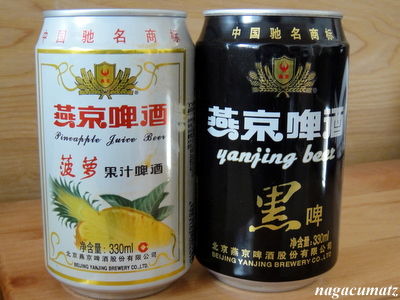 中国驰名商标
燕京啤酒
Pineapple Juice Beer
菠萝 果汁啤酒
净含量: 330ml
北京燕京啤酒股份有限公司
BEIJING YANJING BREWERY CO.,LTD.
中国驰名商标
燕京啤酒
yanjing beer
黑啤
净含量: 330ml
北京燕京啤酒股份有限公司
BEIJING YANJING BREWERY CO.,LTD.
nagacumatz